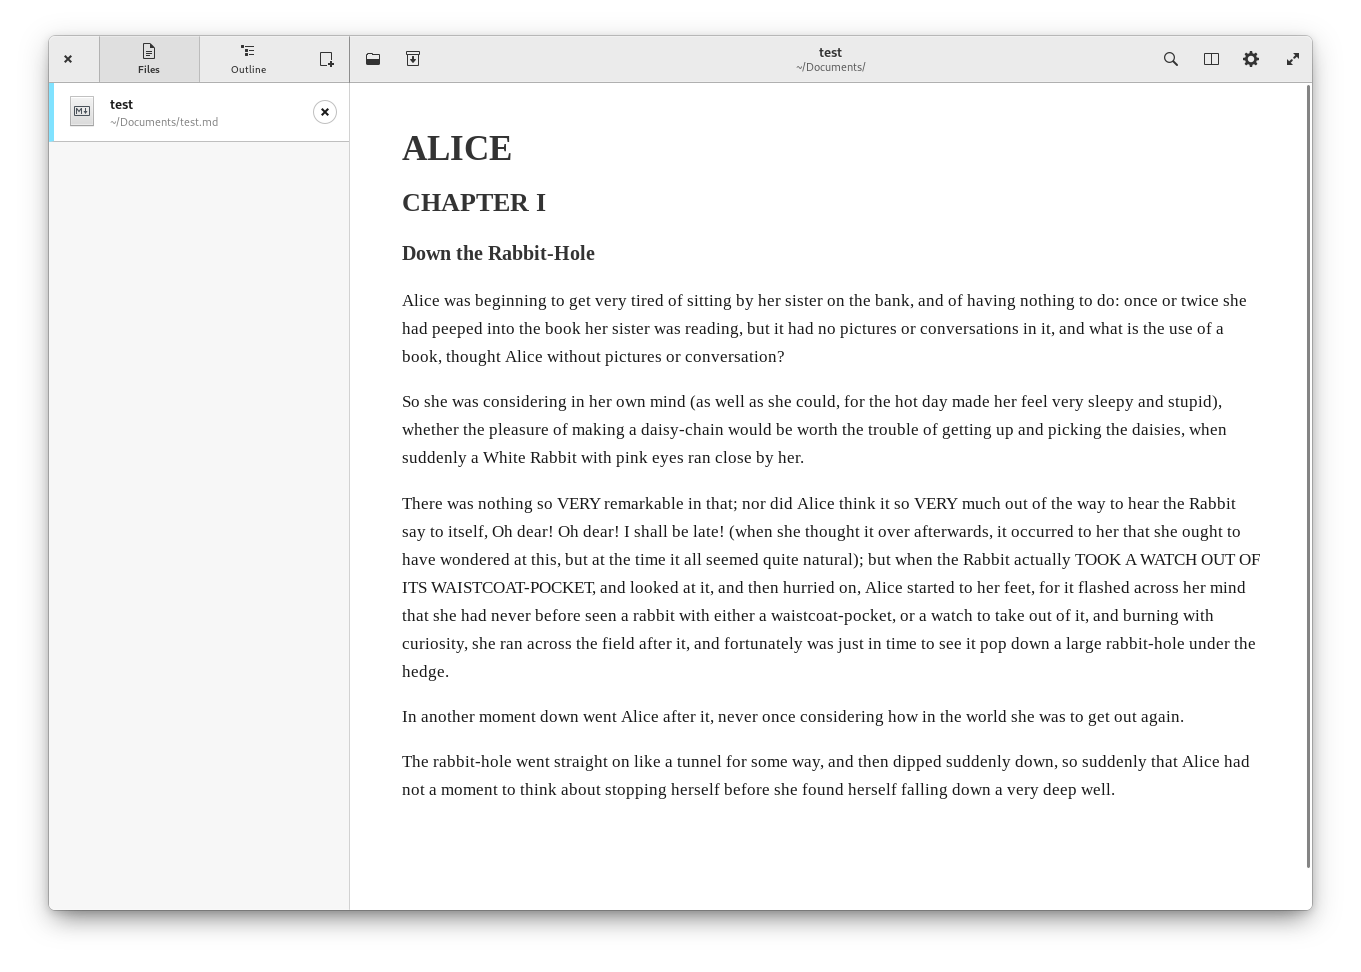 Files
Outline
test
~/Documents/
test
~/Documents/test.md
M
ALICE
CHAPTER I
Down the Rabbit-Hole
Alice was beginning to get very tired of sitting by her sister on the bank, and of having nothing to do: once or twice she
had peeped into the book her sister was reading, but it had no pictures or conversations in it, and what is the use of a
book, thought Alice without pictures or conversation?
So she was considering in her own mind (as well as she could, for the hot day made her feel very sleepy and stupid),
whether the pleasure of making a daisy-chain would be worth the trouble of getting up and picking the daisies, when
suddenly a White Rabbit with pink eyes ran close by her.
There was nothing so VERY remarkable in that; nor did Alice think it so VERY much out of the way to hear the Rabbit
say to itself, Oh dear! Oh dear! I shall be late! (when she thought it over afterwards, it occurred to her that she ought to
have wondered at this, but at the time it all seemed quite natural); but when the Rabbit actually TOOK A WATCH OUT OF
ITS WAISTCOAT-POCKET, and looked at it, and then hurried on, Alice started to her feet, for it flashed across her mind
that she had never before seen a rabbit with either a waistcoat-pocket, or a watch to take out of it, and burning with
curiosity, she ran across the field after it, and fortunately was just in time to see it pop down a large rabbit-hole under the
hedge.
In another moment down went Alice after it, never once considering how in the world she was to get out again.
The rabbit-hole went straight on like a tunnel for some way, and then dipped suddenly down, so suddenly that Alice had
not a moment to think about stopping herself before she found herself falling down a very deep well.